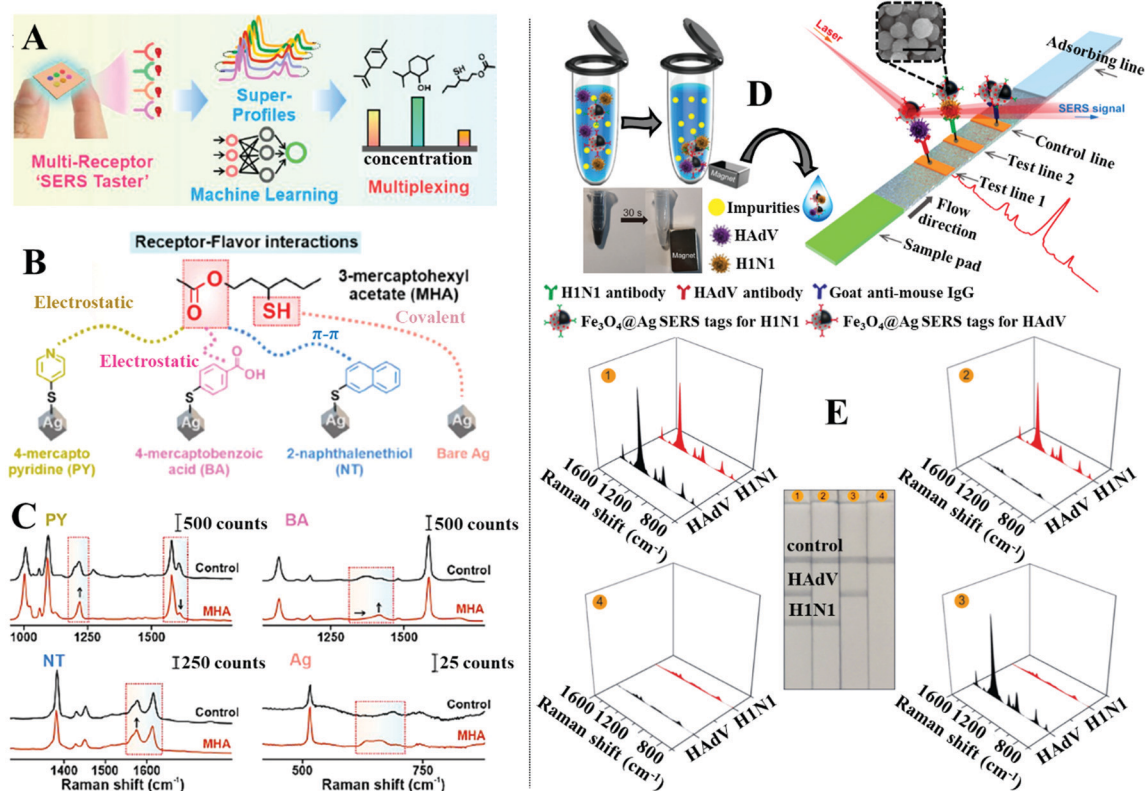 A
Multi-Receptor
'SERS Taster'
Super-
Profiles
Machine Learning
OH
SH
O
O
concentration
Multiplexing
B
Receptor-Flavor interactions
3-mercaptohexyl
acetate (MHA)
Electrostatic
O
O
SH
Covalent
π-π
Electrostatic
N
O
OH
S
S
S
Ag
Ag
Ag
Ag
4-mercapto
pyridine (PY)
4-mercaptobenzoic
acid (BA)
2-naphthalenethiol
(NT)
Bare Ag
C
PY
500 counts
Control
MHA
1000 1250 1500
BA
500 counts
Control
MHA
1250 1500
NT
250 counts
Control
MHA
1400 1500 1600
Raman shift (cm-1)
Ag
25 counts
Control
MHA
500 750
Raman shift (cm-1)
D
Laser
Adsorbing line
SERS signal
Control line
Test line 2
Test line 1
Flow
direction
Sample pad
Magnet
30 s
Magnet
Impurities
HAdV
H1N1
H1N1 antibody HAdV antibody Goat anti-mouse IgG
Fe3O4@Ag SERS tags for H1N1 Fe3O4@Ag SERS tags for HAdV
E
1
1600
1200
800
Raman shift (cm-1)
HAdV
H1N1
2
1600
1200
800
Raman shift (cm-1)
HAdV
H1N1
1 2 3 4
control
HAdV
H1N1
4
1600
1200
800
Raman shift (cm-1)
HAdV
H1N1
3
1600
1200
800
Raman shift (cm-1)
HAdV
H1N1